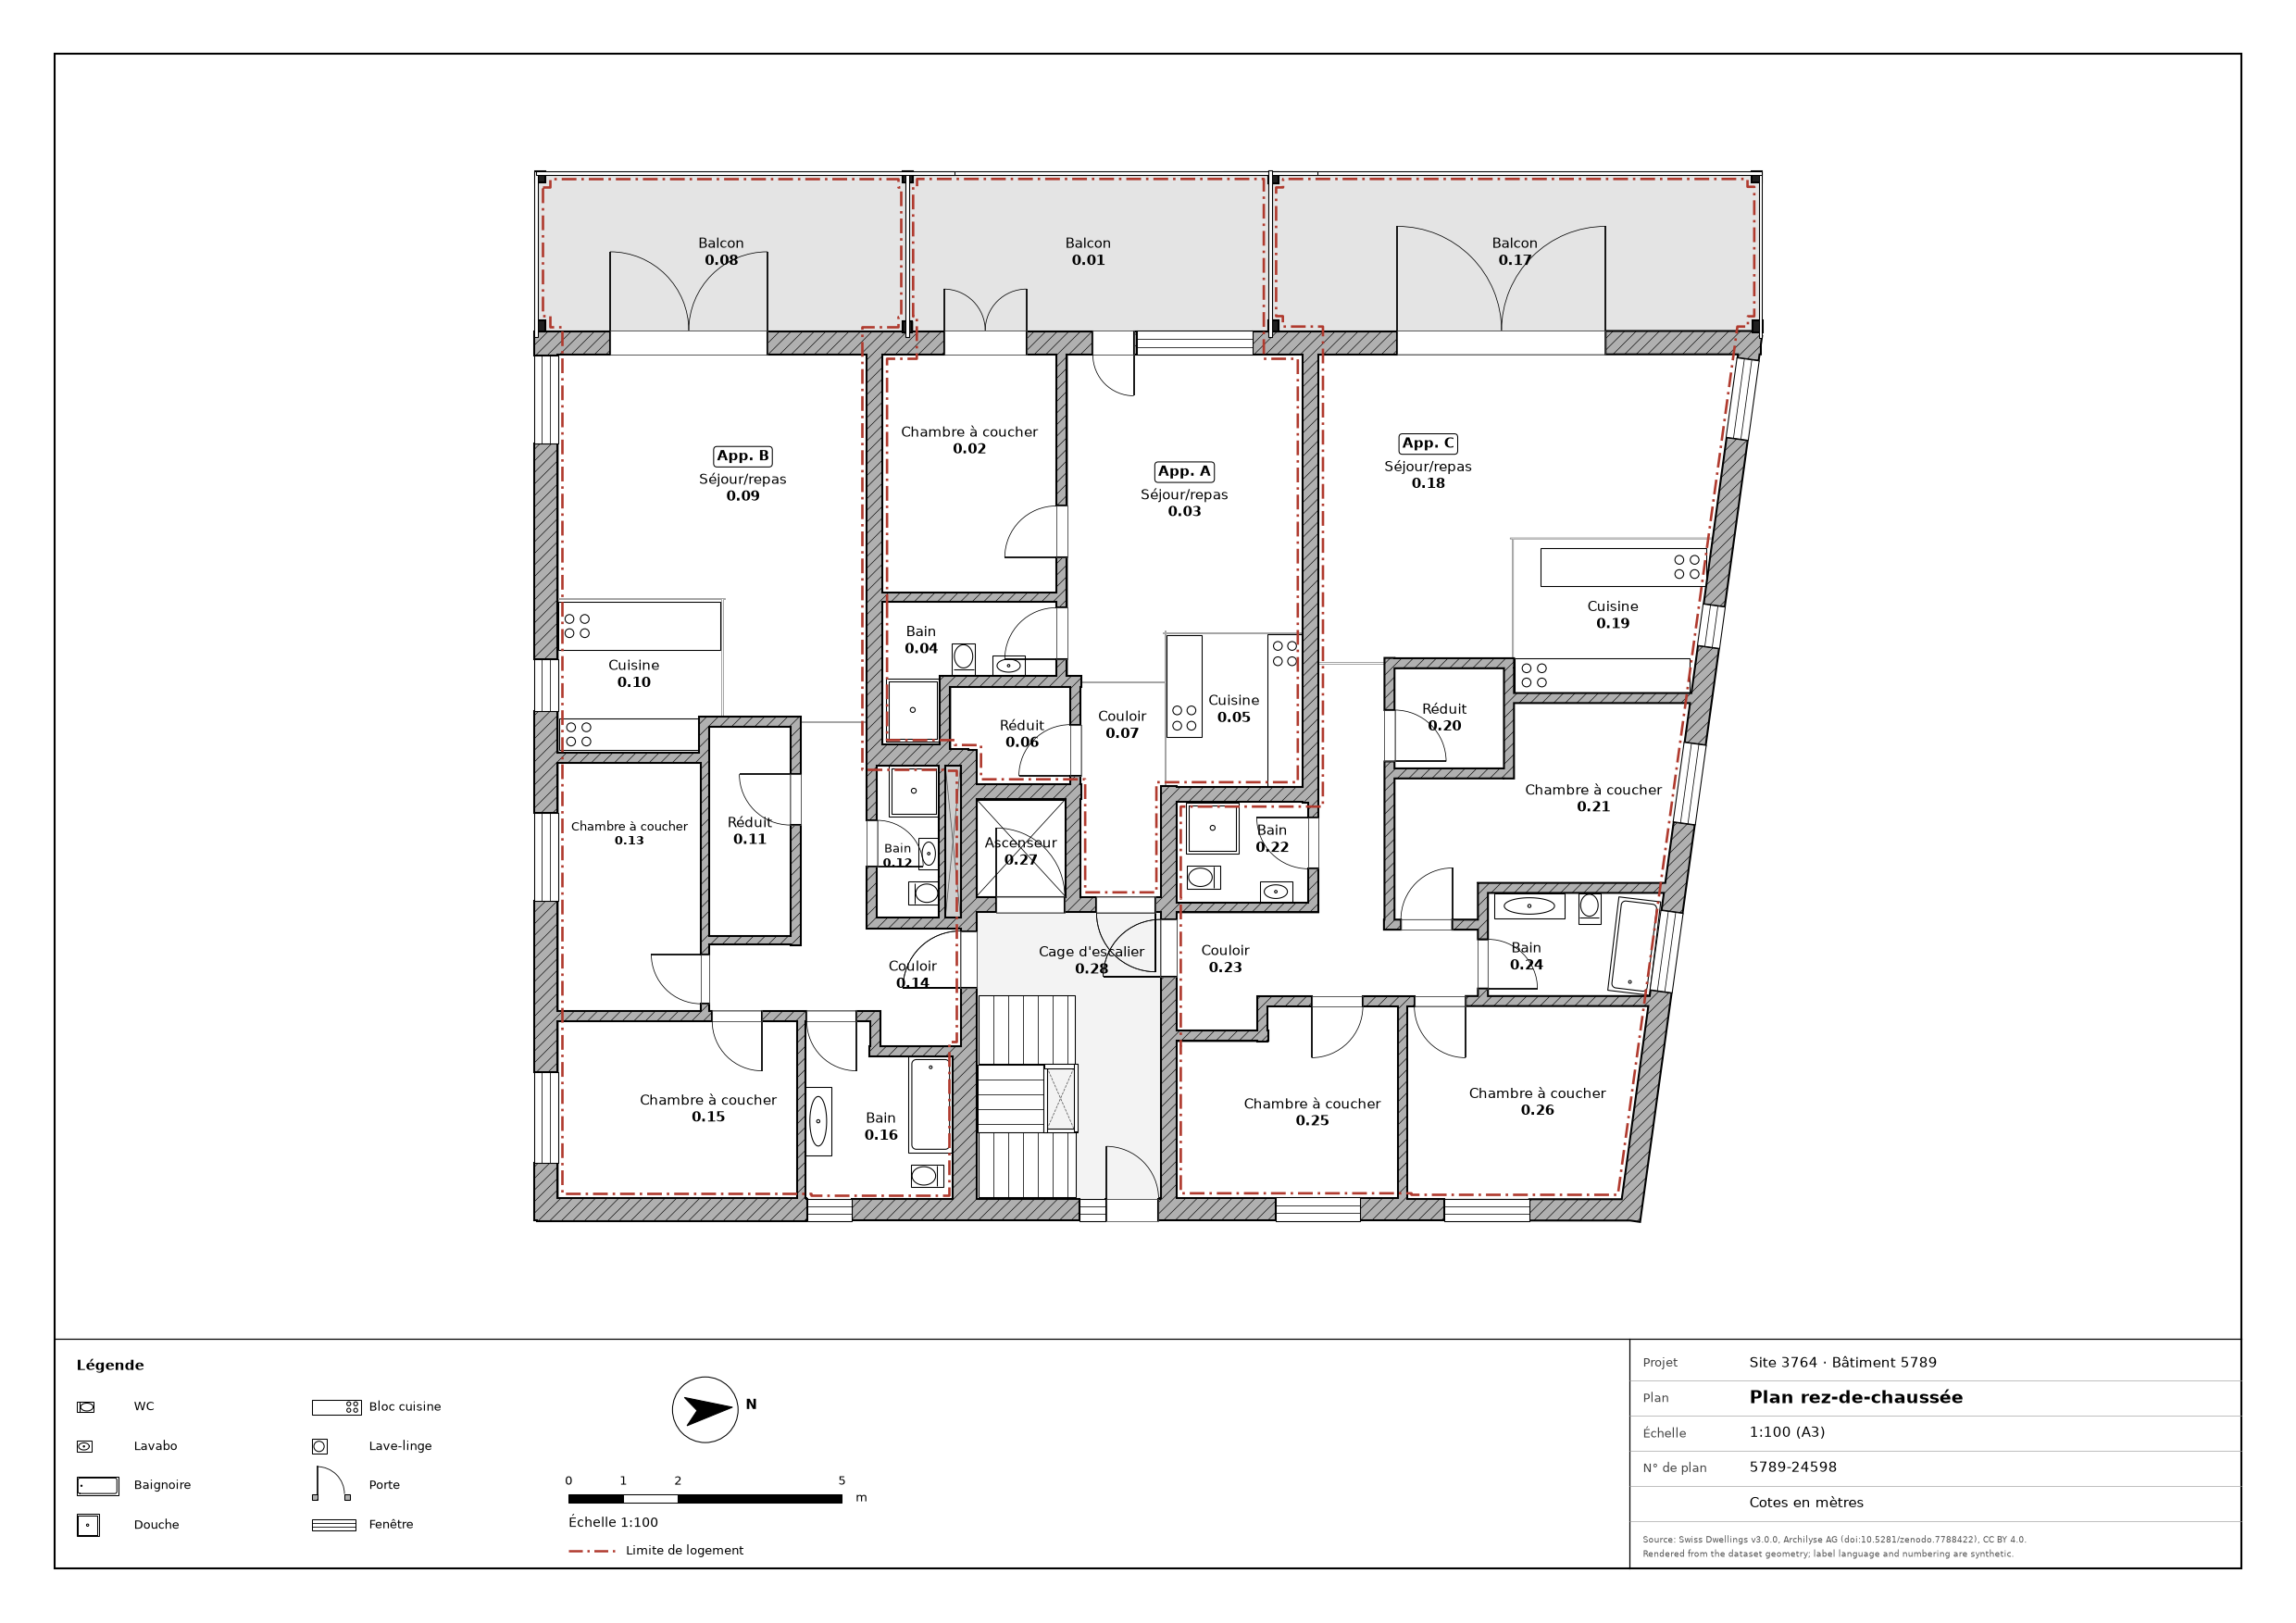 Balcon
0.08
Balcon
0.01
Balcon
0.17
Chambre à coucher
0.02
App. B
Séjour/repas
0.09
App. A
Séjour/repas
0.03
App. C
Séjour/repas
0.18
Cuisine
0.19
Bain
0.04
Cuisine
0.10
Réduit
0.06
Couloir
0.07
Cuisine
0.05
Réduit
0.20
Chambre à coucher
0.21
Chambre à coucher
0.13
Réduit
0.11
Bain
0.12
Ascenseur
0.27
Bain
0.22
Couloir
0.14
Cage d'escalier
0.28
Couloir
0.23
Bain
0.24
Chambre à coucher
0.15
Bain
0.16
Chambre à coucher
0.25
Chambre à coucher
0.26
Légende
WC
Lavabo
Baignoire
Douche
Bloc cuisine
Lave-linge
Porte
Fenêtre
N
0 1 2 5
m
Échelle 1:100
Limite de logement
Projet Site 3764 · Bâtiment 5789
Plan Plan rez-de-chaussée
Échelle 1:100 (A3)
N° de plan 5789-24598
Cotes en mètres
Source: Swiss Dwellings v3.0.0, Archilyse AG (doi:10.5281/zenodo.7788422), CC BY 4.0.
Rendered from the dataset geometry; label language and numbering are synthetic.